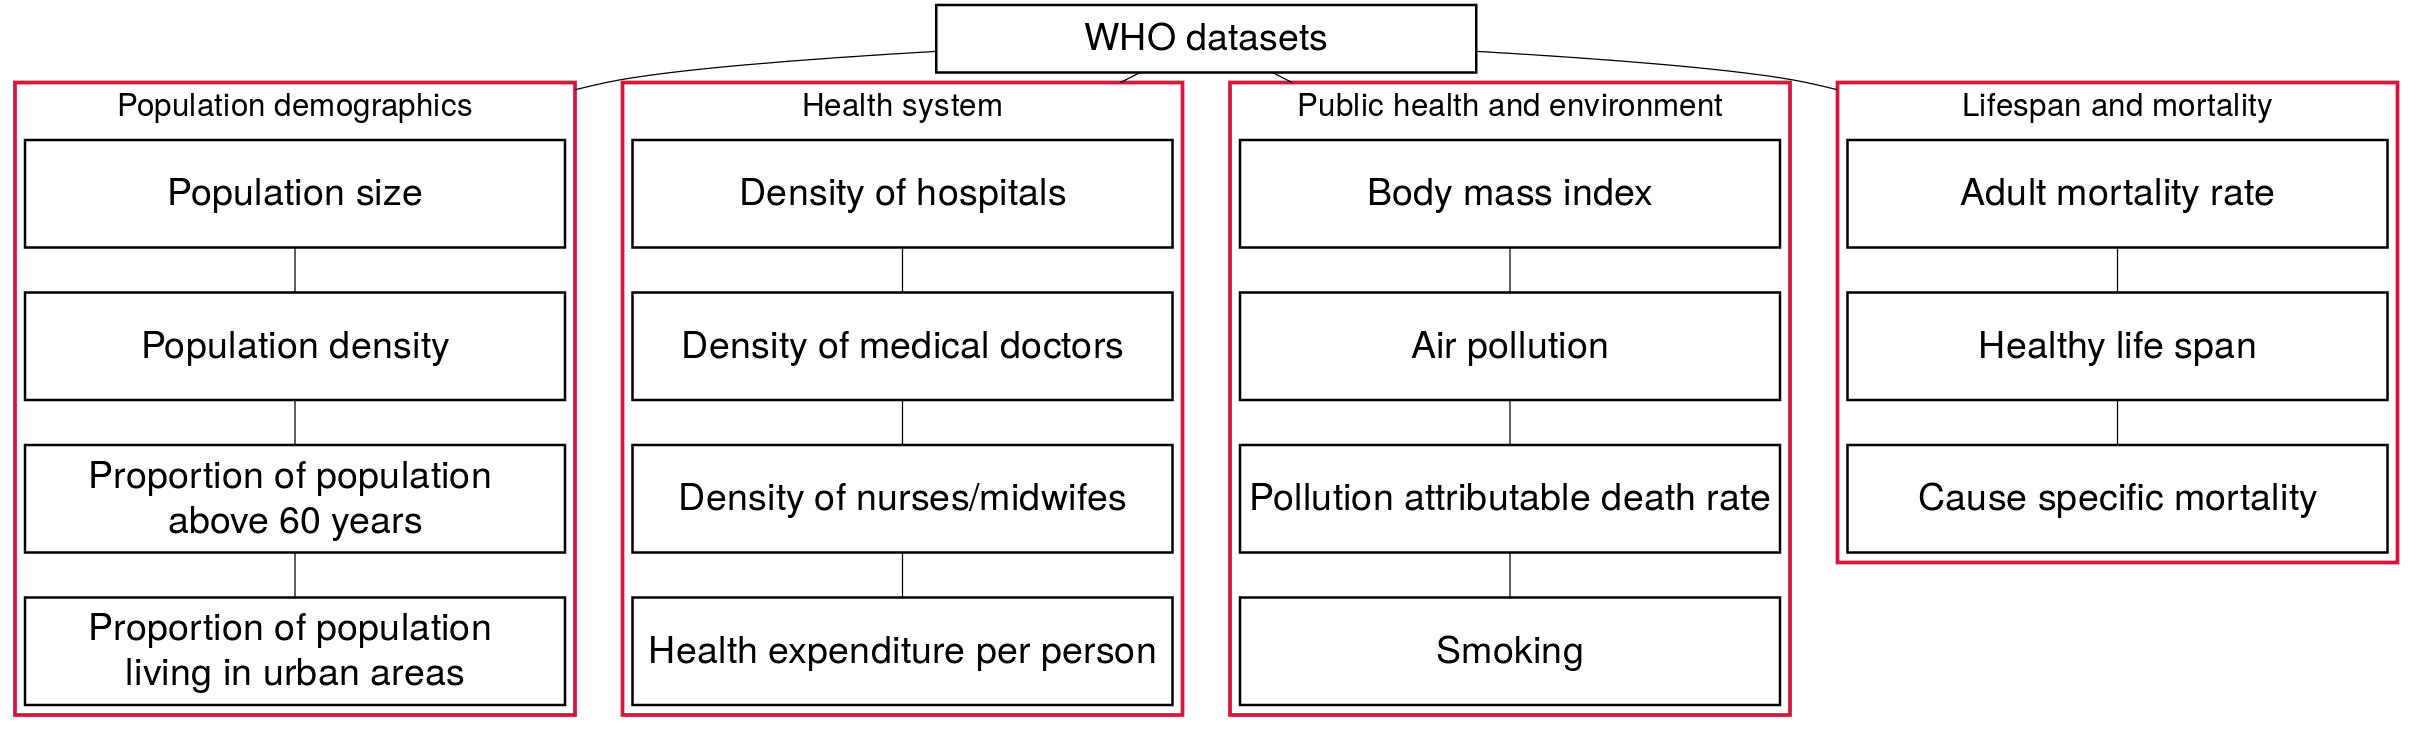 WHO datasets
Population demographics
Population size
Population density
Proportion of population
above 60 years
Proportion of population
living in urban areas
Health system
Density of hospitals
Density of medical doctors
Density of nurses/midwifes
Health expenditure per person
Public health and environment
Body mass index
Air pollution
Pollution attributable death rate
Smoking
Lifespan and mortality
Adult mortality rate
Healthy life span
Cause specific mortality